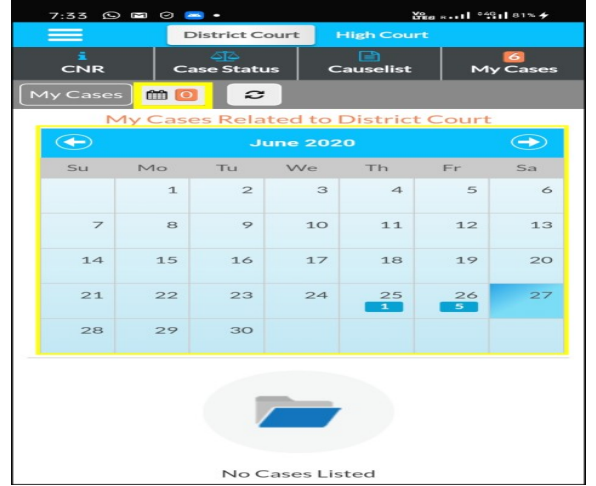 7:33 81%
District Court High Court
6
CNR Case Status Causelist My Cases
My Cases 0
My Cases Related to District Court
June 2020
Su Mo Tu We Th Fr Sa
1 2 3 4 5 6
7 8 9 10 11 12 13
14 15 16 17 18 19 20
21 22 23 24 25 26 27
1 5
28 29 30
No Cases Listed